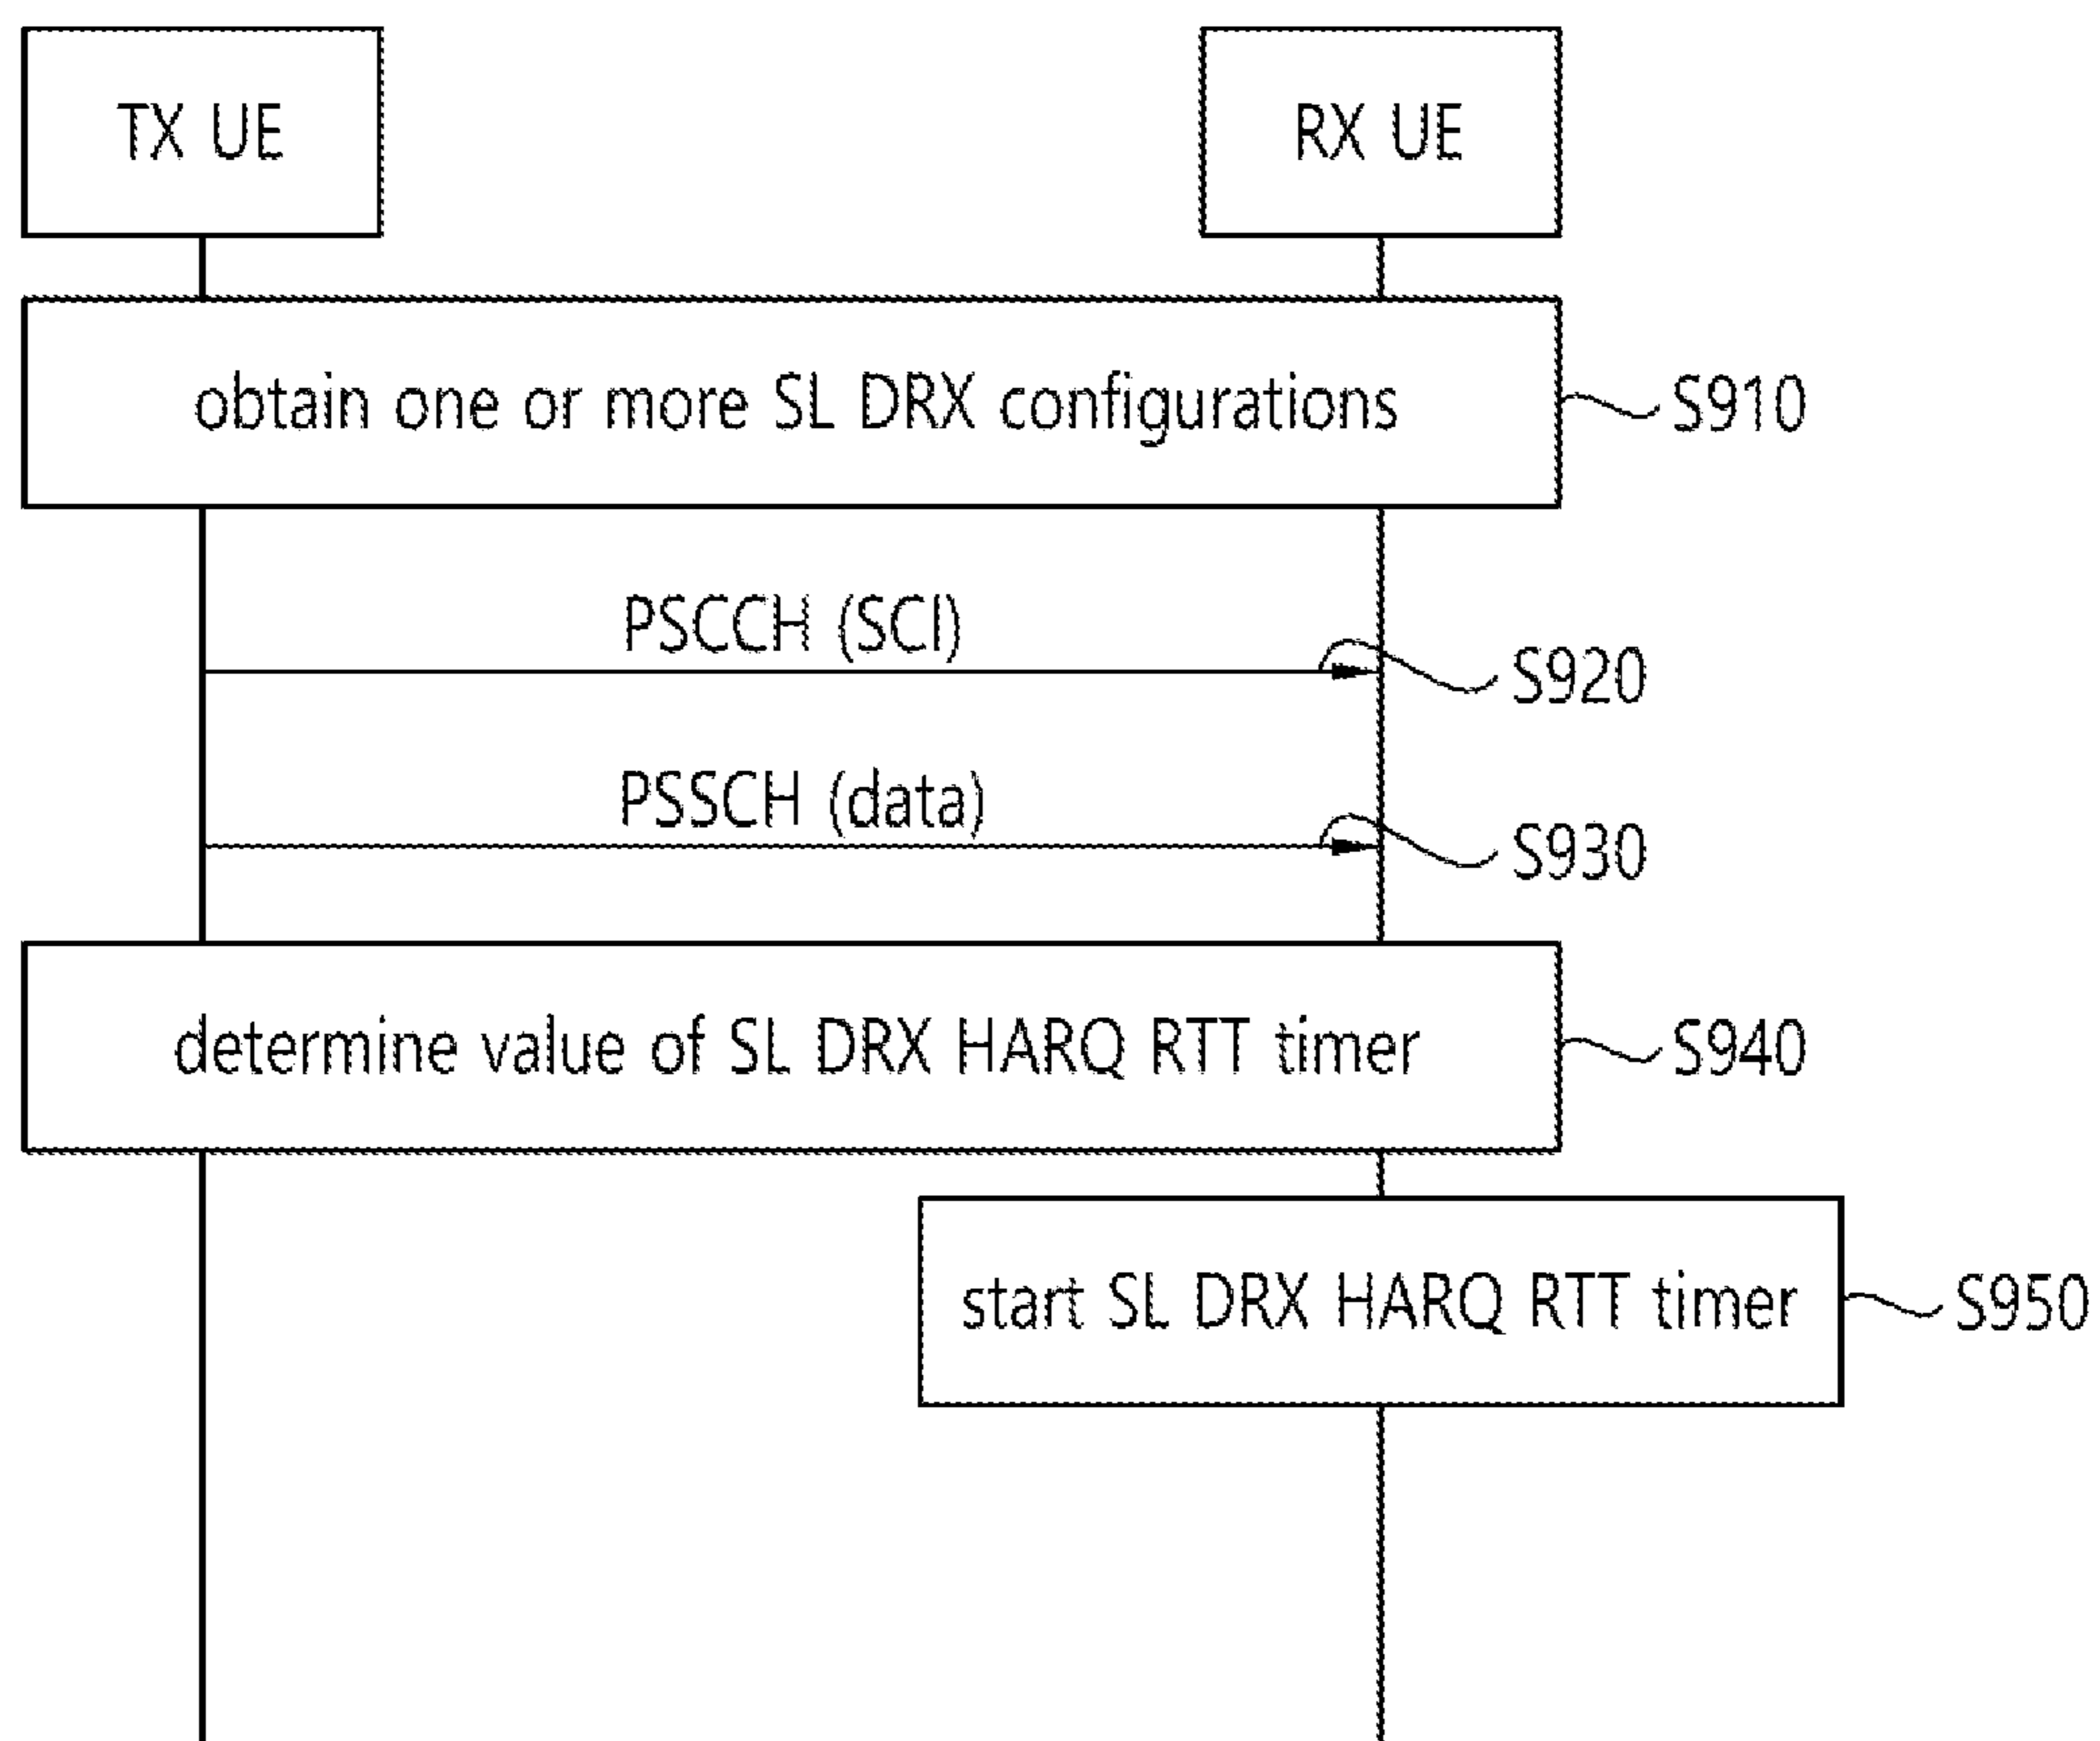 TX UE
RX UE
obtain one or more SL DRX configurations
S910
PSCCH (SCI)
S920
PSSCH (data)
S930
determine value of SL DRX HARQ RTT timer
S940
start SL DRX HARQ RTT timer
S950